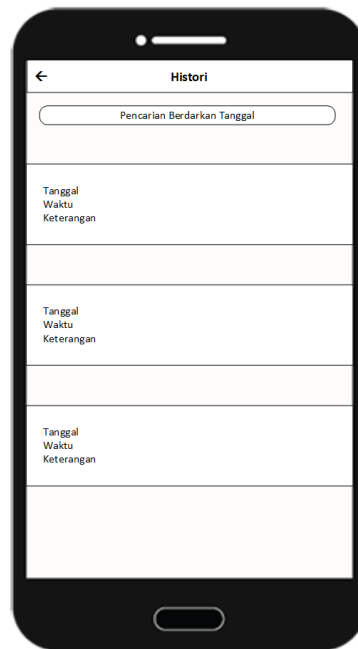 Histori
Pencarian Berdarkan Tanggal
Tanggal
Waktu
Keterangan
Tanggal
Waktu
Keterangan
Tanggal
Waktu
Keterangan